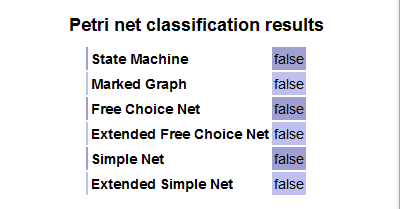 Petri net classification results
State Machine false
Marked Graph false
Free Choice Net false
Extended Free Choice Net false
Simple Net false
Extended Simple Net false